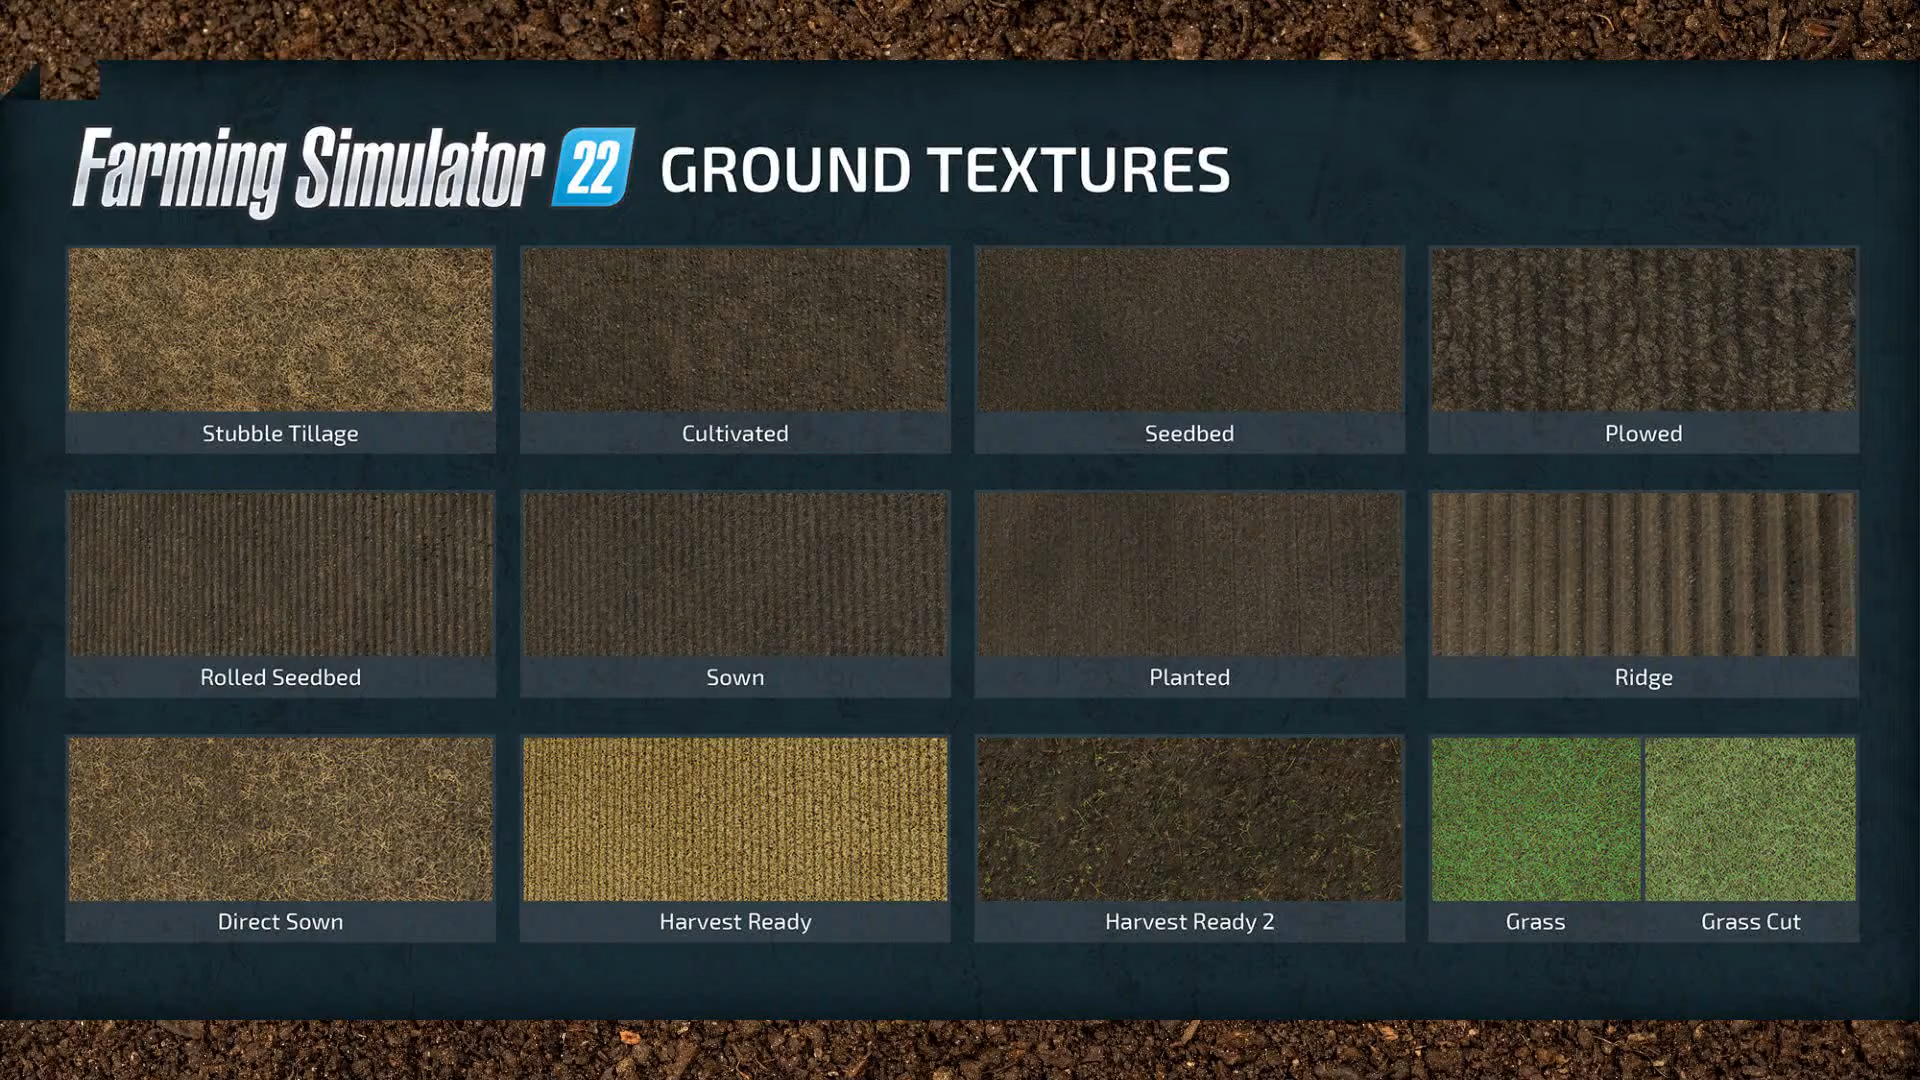 Farming Simulator 22 GROUND TEXTURES
Stubble Tillage
Cultivated
Seedbed
Plowed
Rolled Seedbed
Sown
Planted
Ridge
Direct Sown
Harvest Ready
Harvest Ready 2
Grass
Grass Cut